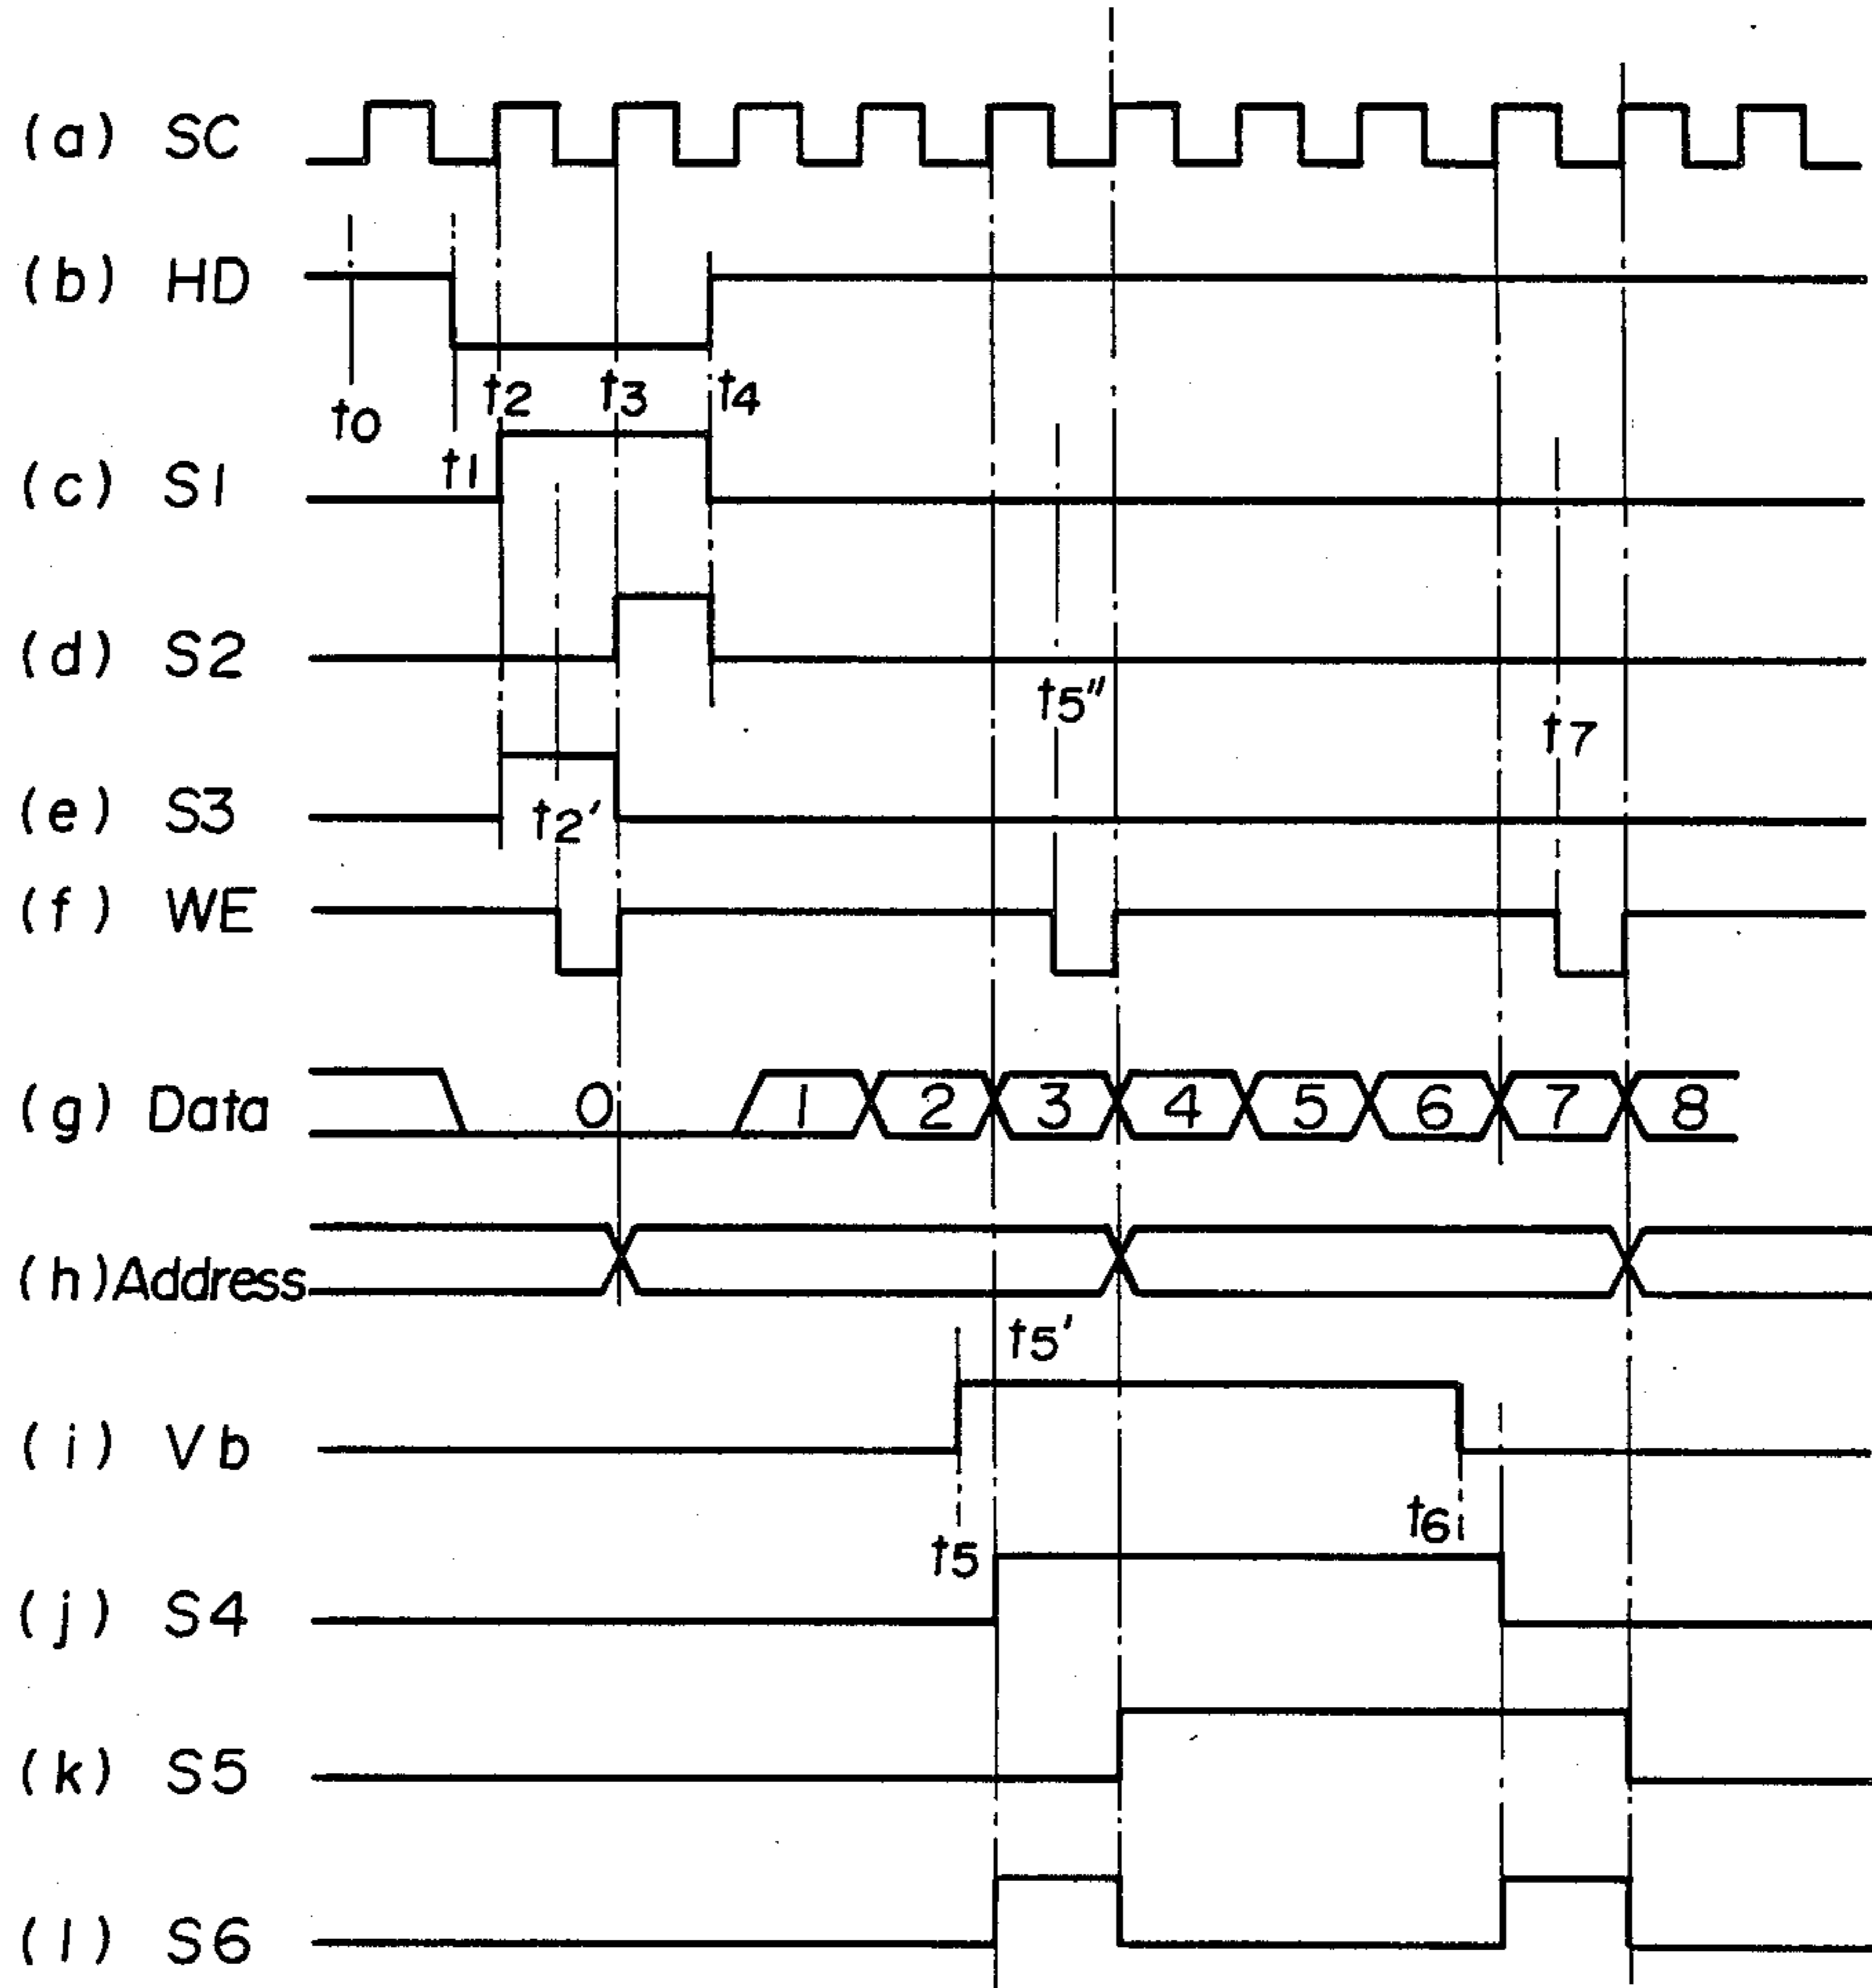 (a) SC
(b) HD
t0
t1
t2
t3
t4
(c) S1
(d) S2
t5"
t7
(e) S3
t2'
(f) WE
(g) Data 0 1 2 3 4 5 6 7 8
(h) Address
t5'
(i) Vb
t5
t6
(j) S4
(k) S5
(l) S6